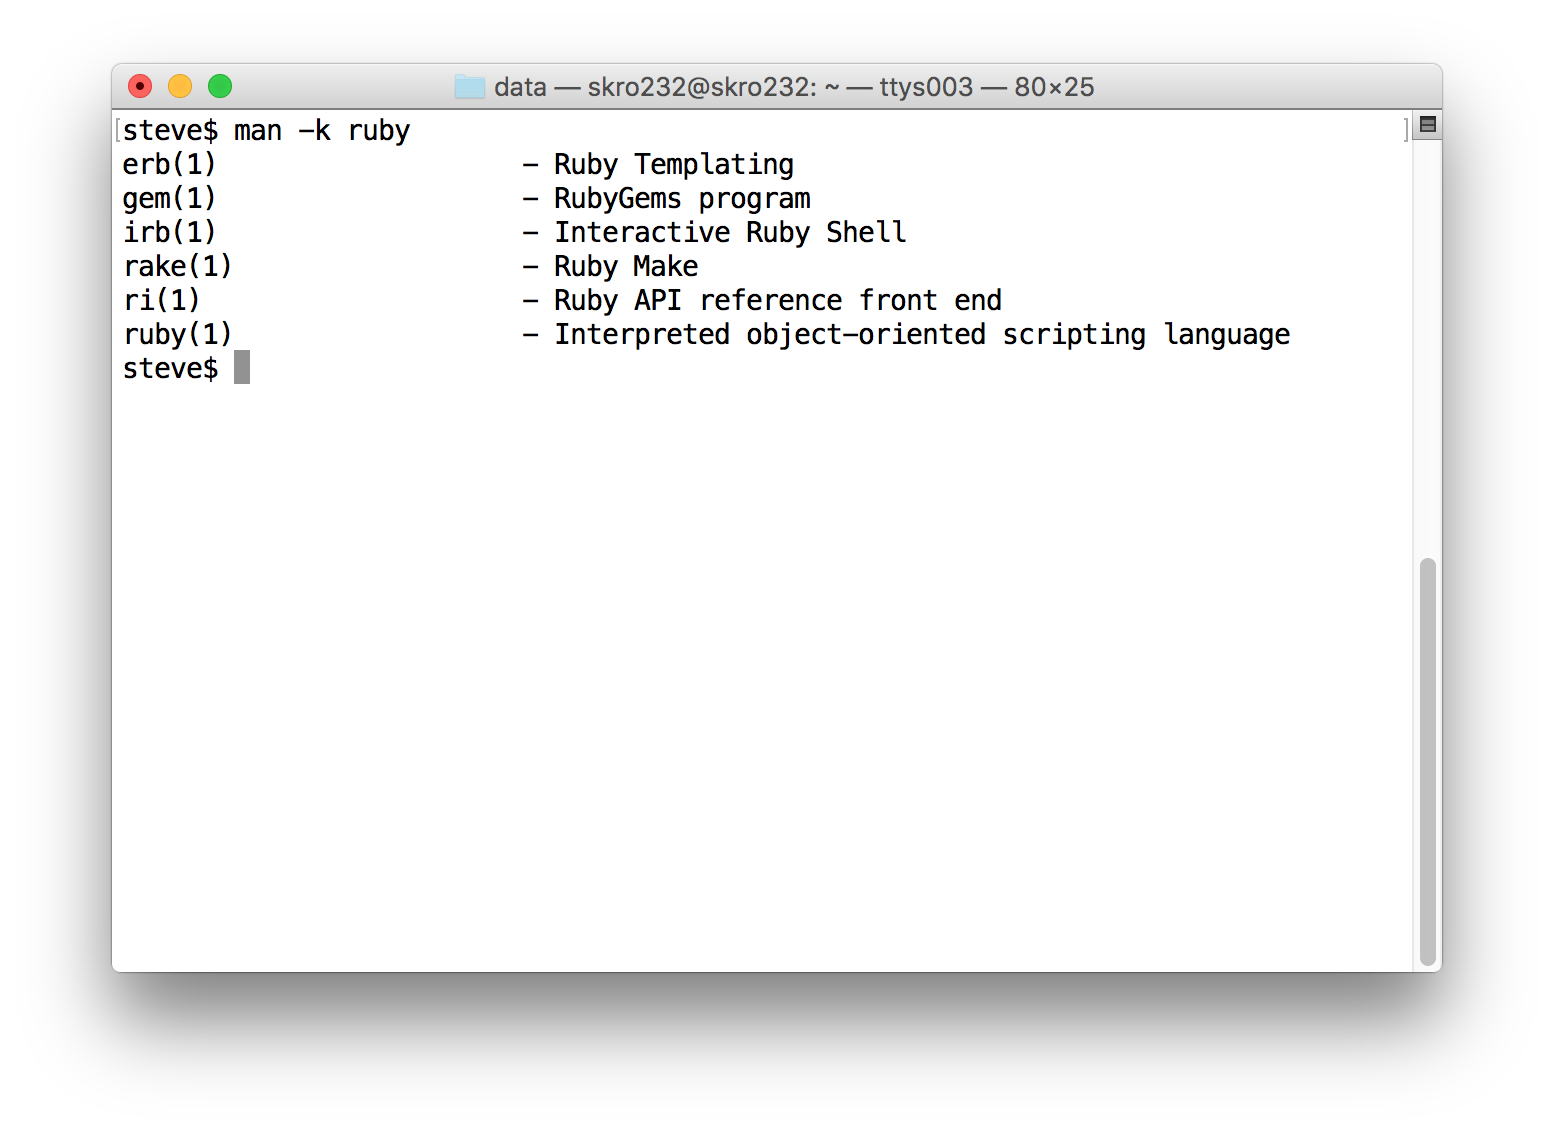 data — skro232@skro232: ~ — ttys003 — 80×25
steve$ man -k ruby
erb(1)                   - Ruby Templating
gem(1)                   - RubyGems program
irb(1)                   - Interactive Ruby Shell
rake(1)                  - Ruby Make
ri(1)                    - Ruby API reference front end
ruby(1)                  - Interpreted object-oriented scripting language
steve$